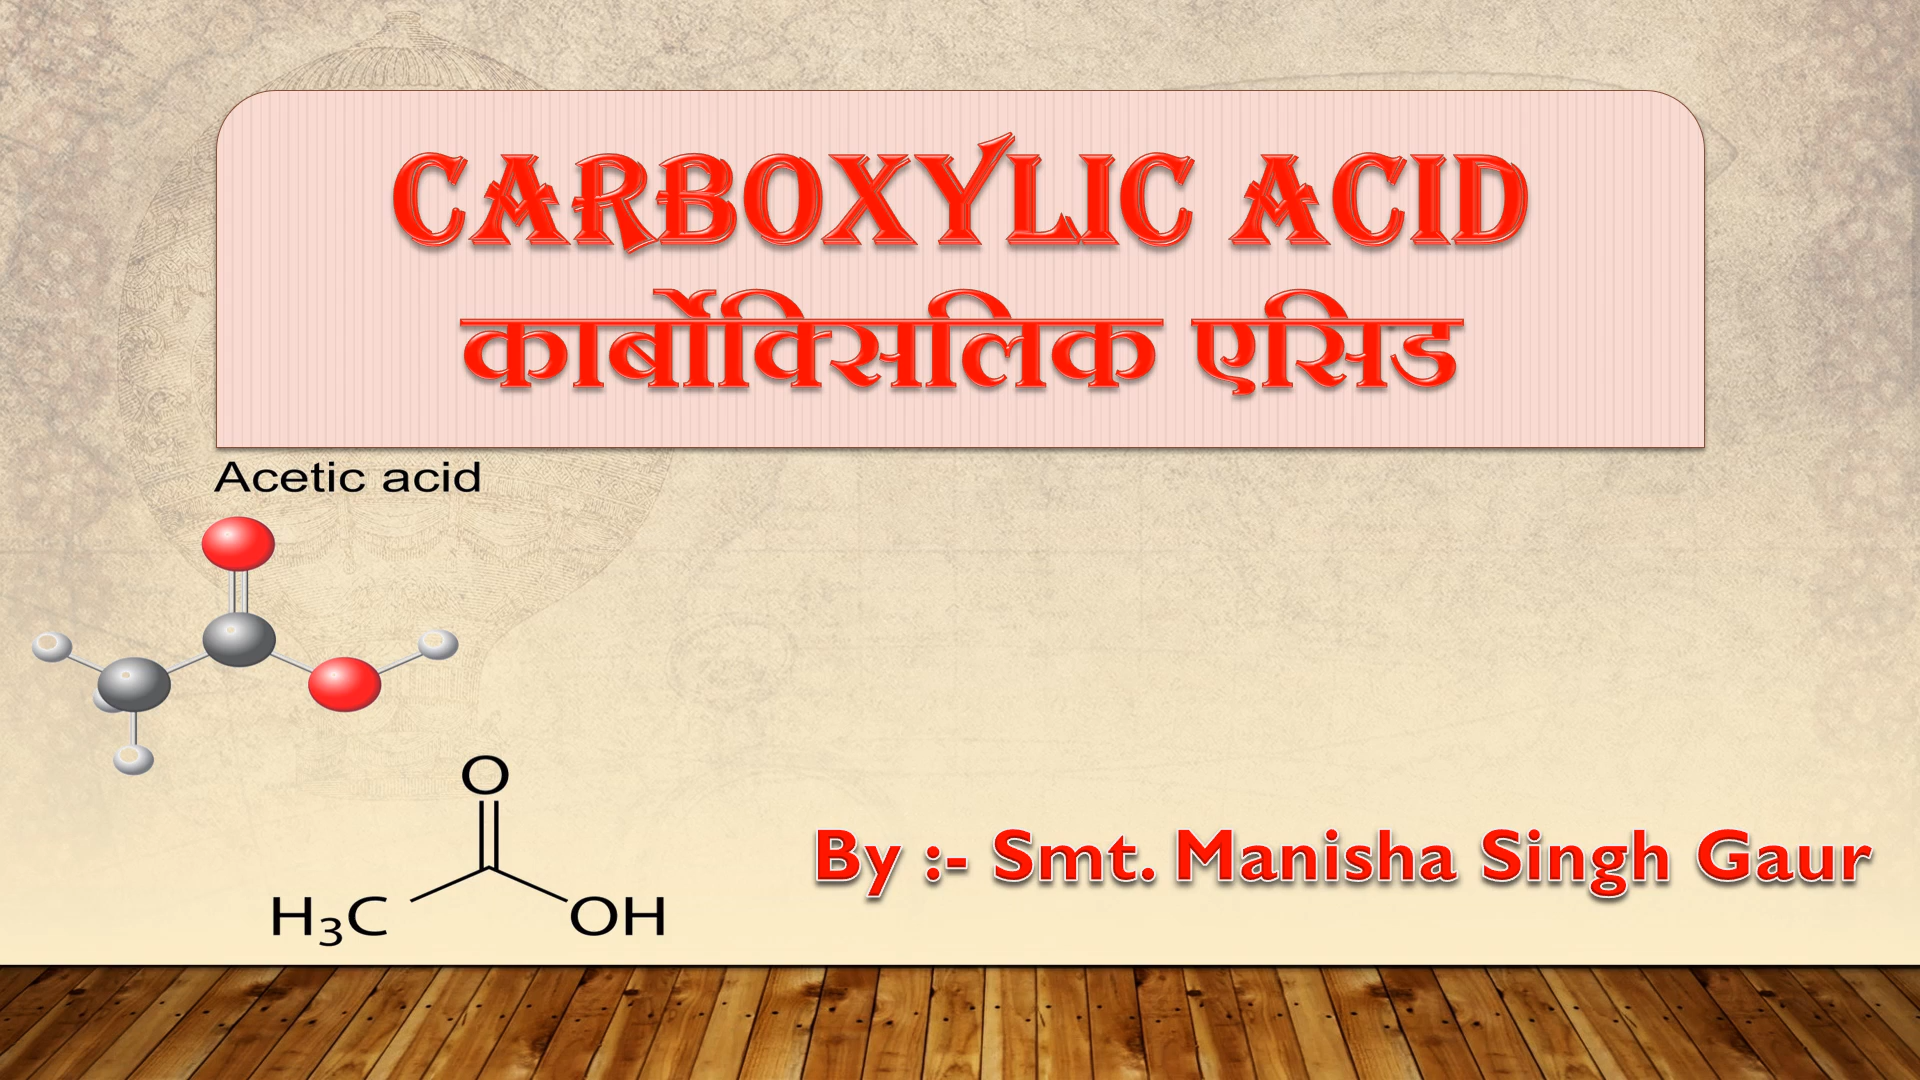 CARBOXYLIC ACID
कार्बोक्सिलिक एसिड
Acetic acid
O
H₃C OH
By :- Smt. Manisha Singh Gaur